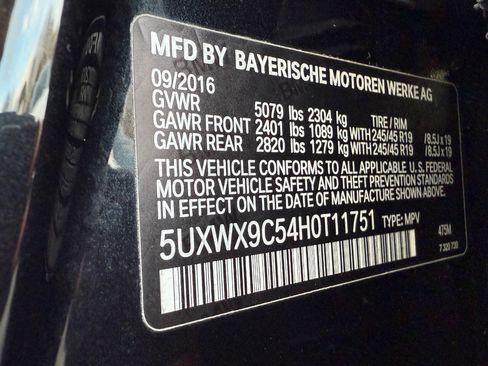 MFD BY BAYERISCHE MOTOREN WERKE AG
09/2016
GVWR 5079 lbs 2304 kg TIRE / RIM
GAWR FRONT 2401 lbs 1089 kg WITH 245/45 R19 /8.5J x 19
GAWR REAR 2820 lbs 1279 kg WITH 245/45 R19 /8.5J x 19
THIS VEHICLE CONFORMS TO ALL APPLICABLE U.S. FEDERAL
MOTOR VEHICLE SAFETY AND THEFT PREVENTION STANDARDS
IN EFFECT ON THE DATE OF MANUFACTURE SHOWN ABOVE.
5UXWX9C54H0T11751 TYPE: MPV
475M
7 320 720